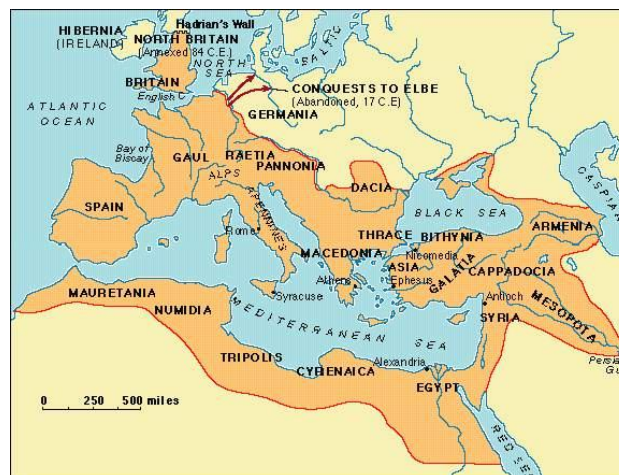 Hadrian's Wall
HIBERNIA
(IRELAND)
NORTH BRITAIN
(Annexed 84 C.E.)
NORTH
SEA
BALTIC
BRITAIN
English C
CONQUESTS TO ELBE
(Abandoned, 17 C.E)
GERMANIA
ATLANTIC
OCEAN
Bay of
Biscay
GAUL
RAETIA
PANNONIA
ALPS
DACIA
CASPIAN
SPAIN
APENNINES
Rome
BLACK SEA
ARMENIA
THRACE
BITHYNIA
Nicomedia
MACEDONIA
ASIA
GALATIA
CAPPADOCIA
Athens
Ephesus
MAURETANIA
NUMIDIA
Syracuse
Antioch
MESOPOTA
SYRIA
MEDITERRANEAN SEA
TRIPOLIS
CYRENAICA
Alexandria
EGYPT
Persia
Gu
RED SE
0 250 500 miles